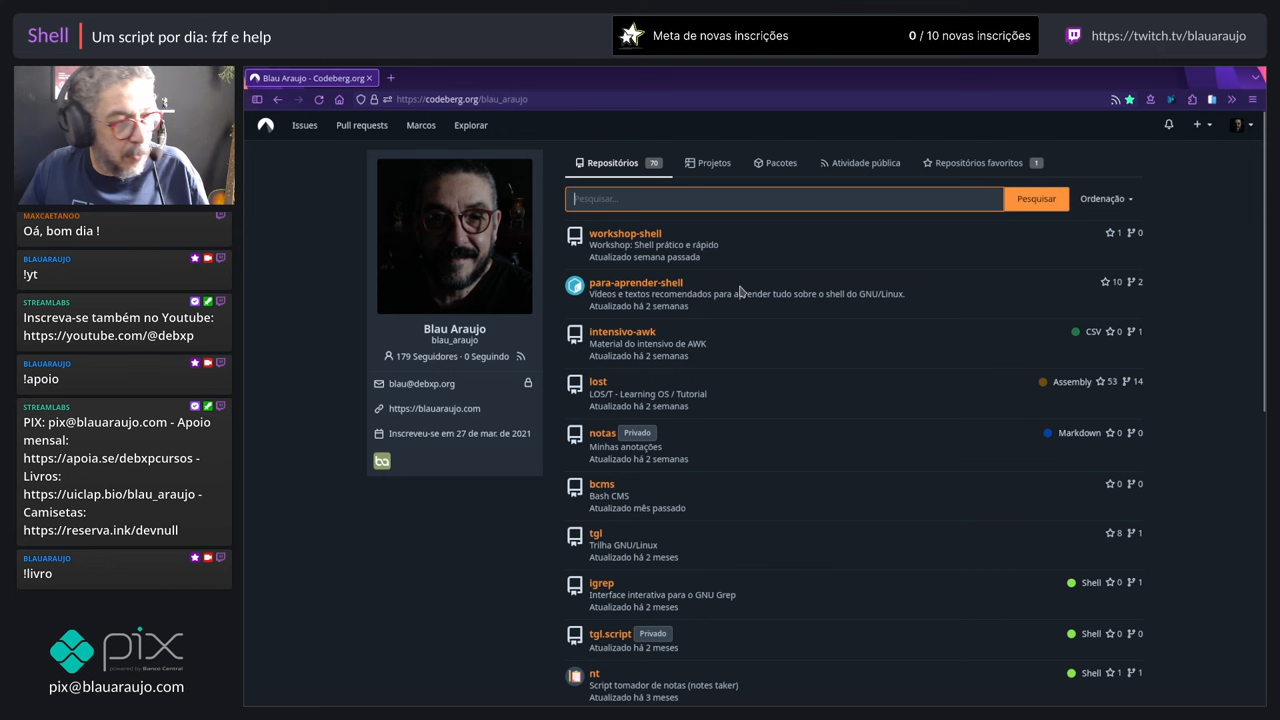 Shell
Um script por dia: fzf e help
Meta de novas inscrições
0 / 10 novas inscrições
https://twitch.tv/blauaraujo
MAXCAETANOO
Oá, bom dia !
BLAUARAUJO
!yt
STREAMLABS
Inscreva-se também no Youtube:
https://youtube.com/@debxp
BLAUARAUJO
!apoio
STREAMLABS
PIX: pix@blauaraujo.com - Apoio
mensal:
https://apoia.se/debxpcursos -
Livros:
https://uiclap.bio/blau_araujo -
Camisetas:
https://reserva.ink/devnull
BLAUARAUJO
!livro
pix
powered by Banco Central
pix@blauaraujo.com
Blau Araujo - Codeberg.org
https://codeberg.org/blau_araujo
Issues
Pull requests
Marcos
Explorar
Blau Araujo
blau_araujo
179 Seguidores · 0 Seguindo
blau@debxp.org
https://blauaraujo.com
Inscreveu-se em 27 de mar. de 2021
Repositórios 70
Projetos
Pacotes
Atividade pública
Repositórios favoritos 1
Pesquisar...
Pesquisar
Ordenação
workshop-shell
1 0
Workshop: Shell prático e rápido
Atualizado semana passada
para-aprender-shell
10 2
Vídeos e textos recomendados para aprender tudo sobre o shell do GNU/Linux.
Atualizado há 2 semanas
intensivo-awk
CSV 0 1
Material do intensivo de AWK
Atualizado há 2 semanas
lost
Assembly 53 14
LOS/T - Learning OS / Tutorial
Atualizado há 2 semanas
notas Privado
Markdown 0 0
Minhas anotações
Atualizado há 2 semanas
bcms
0 0
Bash CMS
Atualizado mês passado
tgl
8 1
Trilha GNU/Linux
Atualizado há 2 meses
igrep
Shell 0 1
Interface interativa para o GNU Grep
Atualizado há 2 meses
tgl.script Privado
Shell 0 0
Atualizado há 2 meses
nt
Shell 1 1
Script tomador de notas (notes taker)
Atualizado há 3 meses